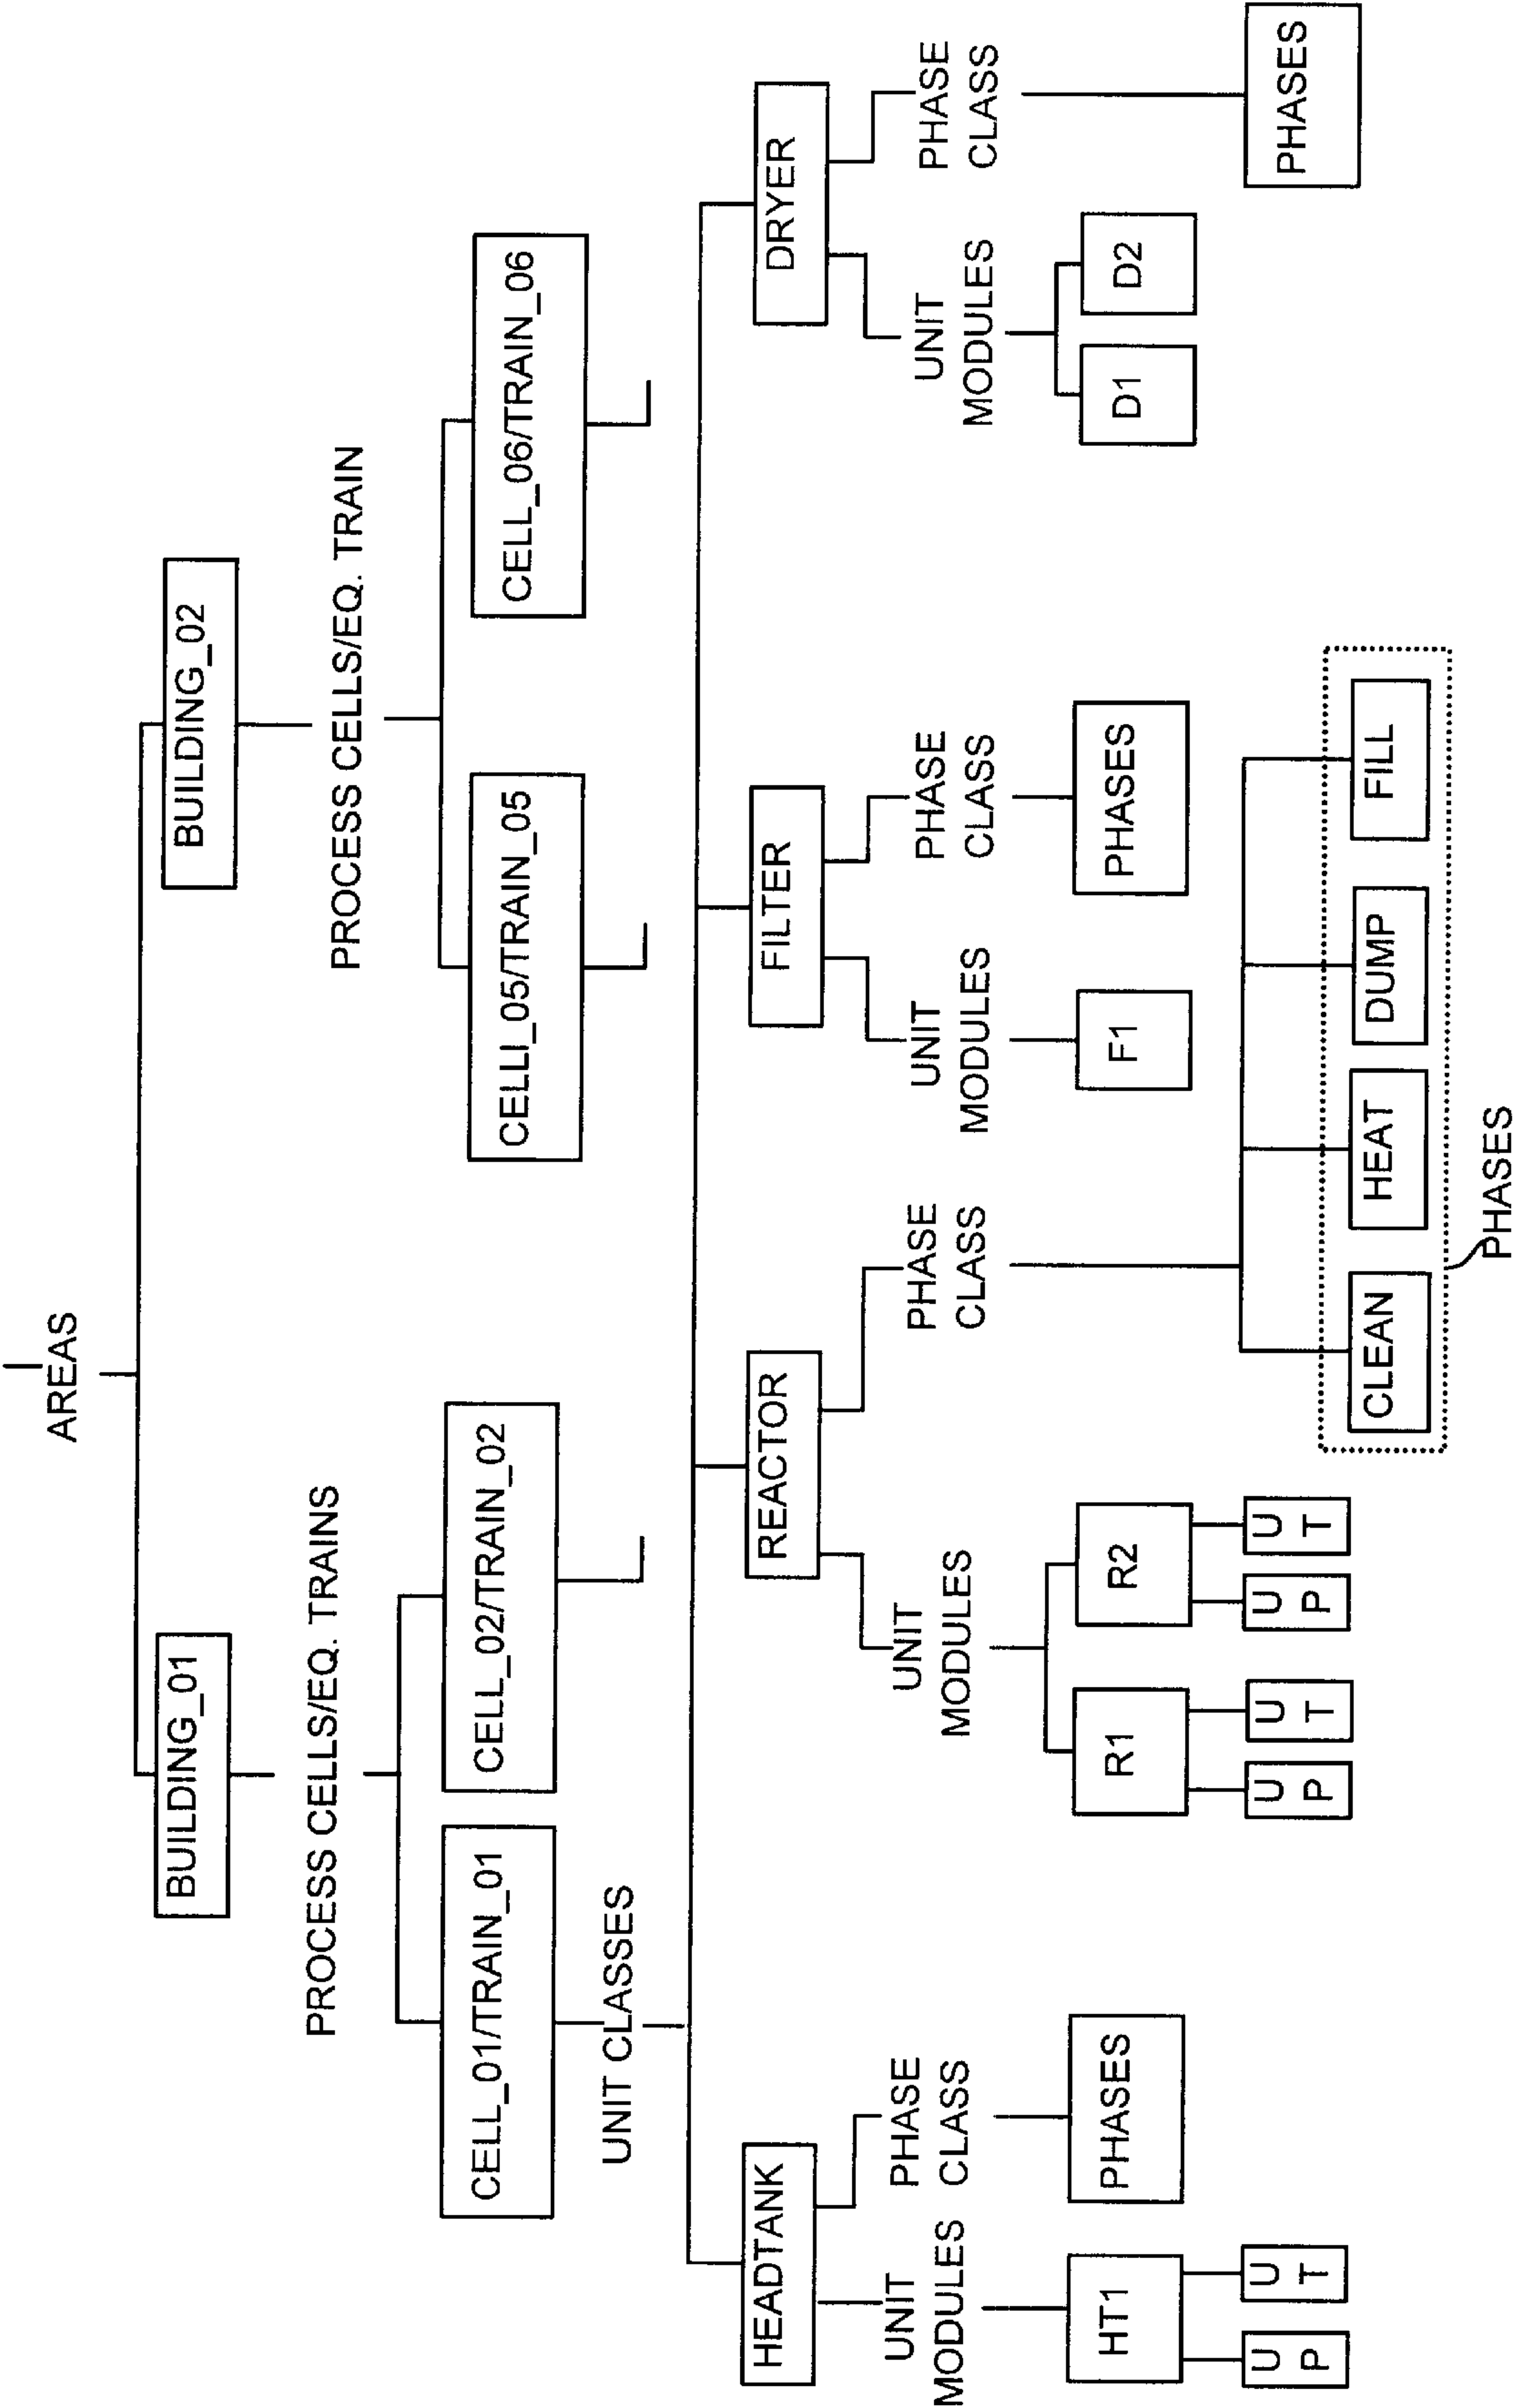 AREAS
BUILDING_01
BUILDING_02
PROCESS CELLS/EQ. TRAINS
PROCESS CELLS/EQ. TRAIN
CELL_01/TRAIN_01
CELL_02/TRAIN_02
CELLI_05/TRAIN_05
CELL_06/TRAIN_06
UNIT CLASSES
HEADTANK
REACTOR
FILTER
DRYER
UNIT
MODULES
PHASE
CLASS
UNIT
MODULES
PHASE
CLASS
UNIT
MODULES
PHASE
CLASS
UNIT
MODULES
PHASE
CLASS
HT1
PHASES
R1
R2
F1
PHASES
D1
D2
U
P
U
T
U
P
U
T
U
P
U
T
CLEAN
HEAT
DUMP
FILL
PHASES
PHASES